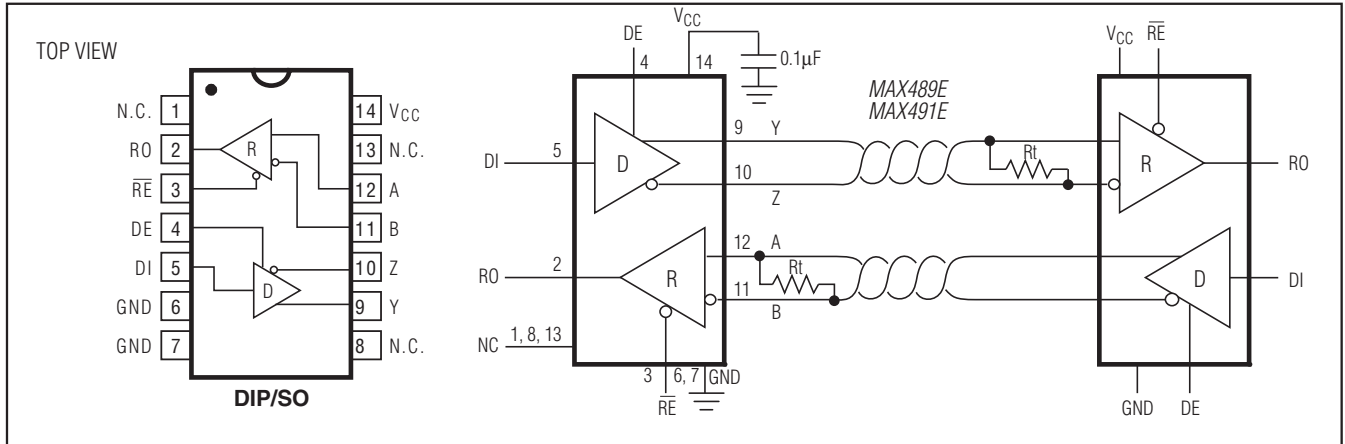 TOP VIEW
N.C. 1
RO 2
RE 3
DE 4
DI 5
GND 6
GND 7
14 VCC
13 N.C.
12 A
11 B
10 Z
9 Y
8 N.C.
R
D
DIP/SO
DE
4
VCC
14
0.1µF
MAX489E
MAX491E
VCC
RE
DI
5
D
9 Y
10
Z
Rt
R
RO
RO
2
R
12 A
11
B
Rt
D
DI
NC
1, 8, 13
3
6, 7
GND
RE
GND
DE